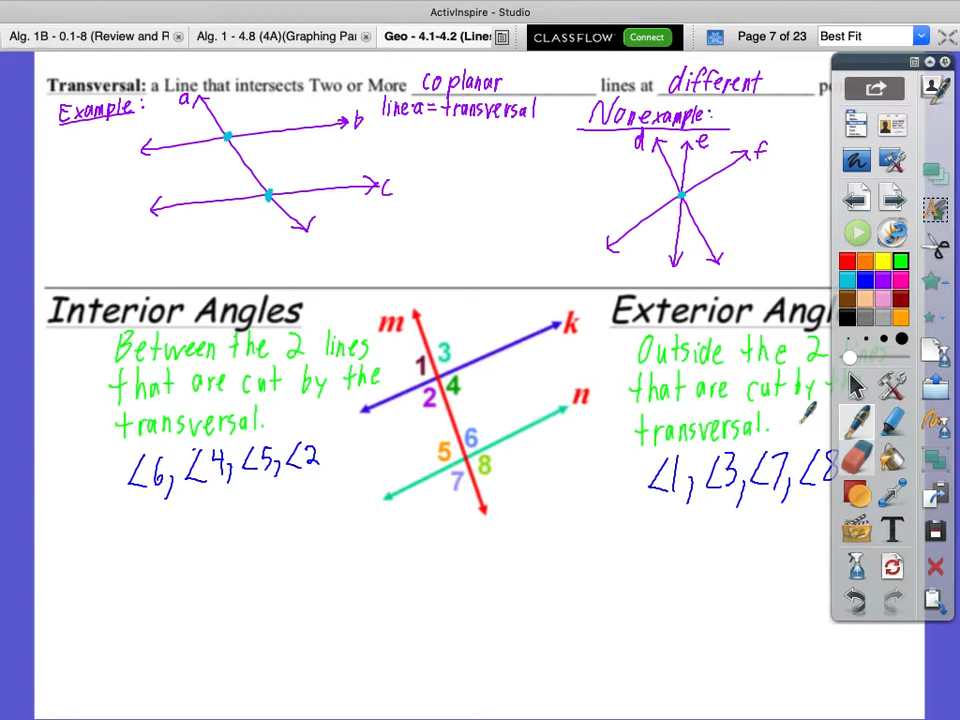 ActivInspire - Studio
Alg. 1B - 0.1-8 (Review and R
Alg. 1 - 4.8 (4A)(Graphing Pa
Geo - 4.1-4.2 (Lines
CLASSFLOW
Connect
Page 7 of 23
Best Fit
Transversal: a Line that intersects Two or More coplanar lines at different
Example:
line a = transversal
Nonexample:
a
b
c
d
e
f
Interior Angles
Between the 2 lines
that are cut by the
transversal.
∠6, ∠4, ∠5, ∠2
m
k
n
1
3
2
4
5
6
7
8
Exterior
Outside the 2 lines
that are cut by
transversal.
∠1, ∠3, ∠7, ∠8
T